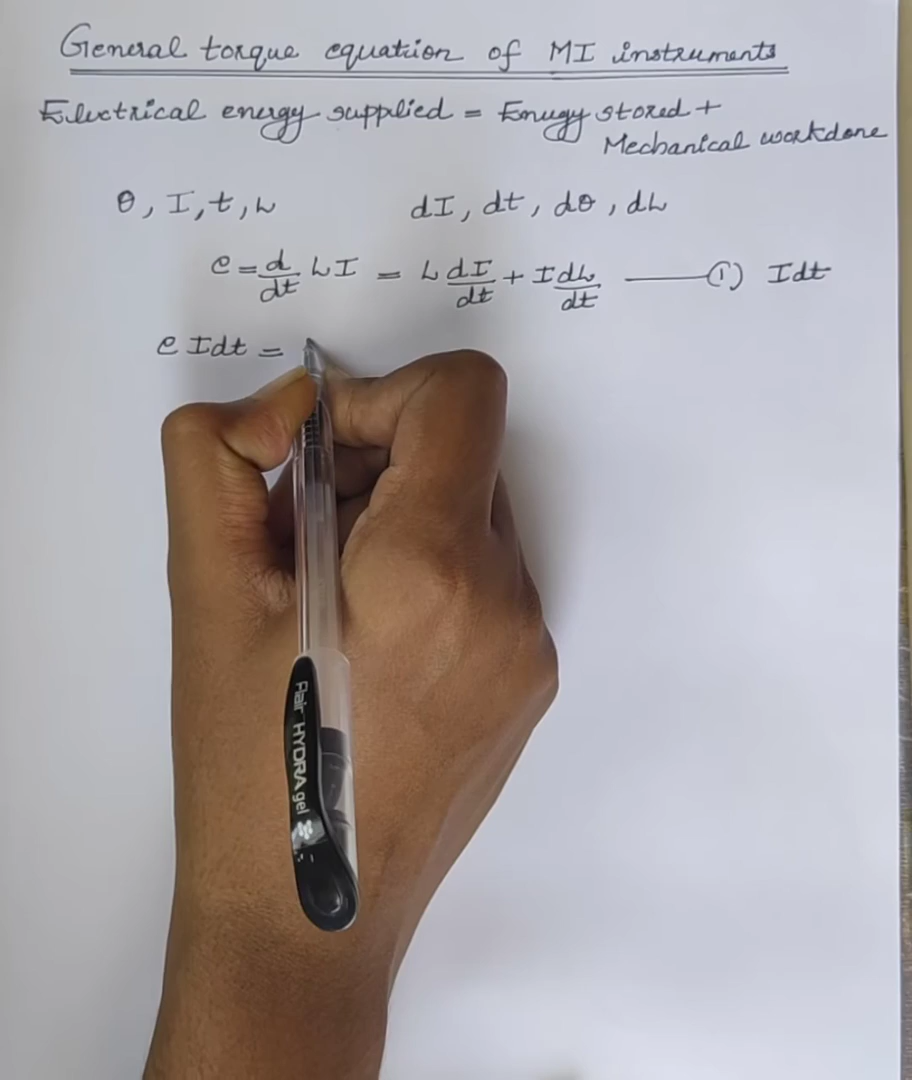 General torque equation of MI instruments
Electrical energy supplied = Energy stored +
Mechanical workdone
θ, I, t, L    dI, dt, dθ, dL
e = d/dt LI = L dI/dt + I dL/dt —— (1) Idt
e Idt =
Flair HYDRA gel